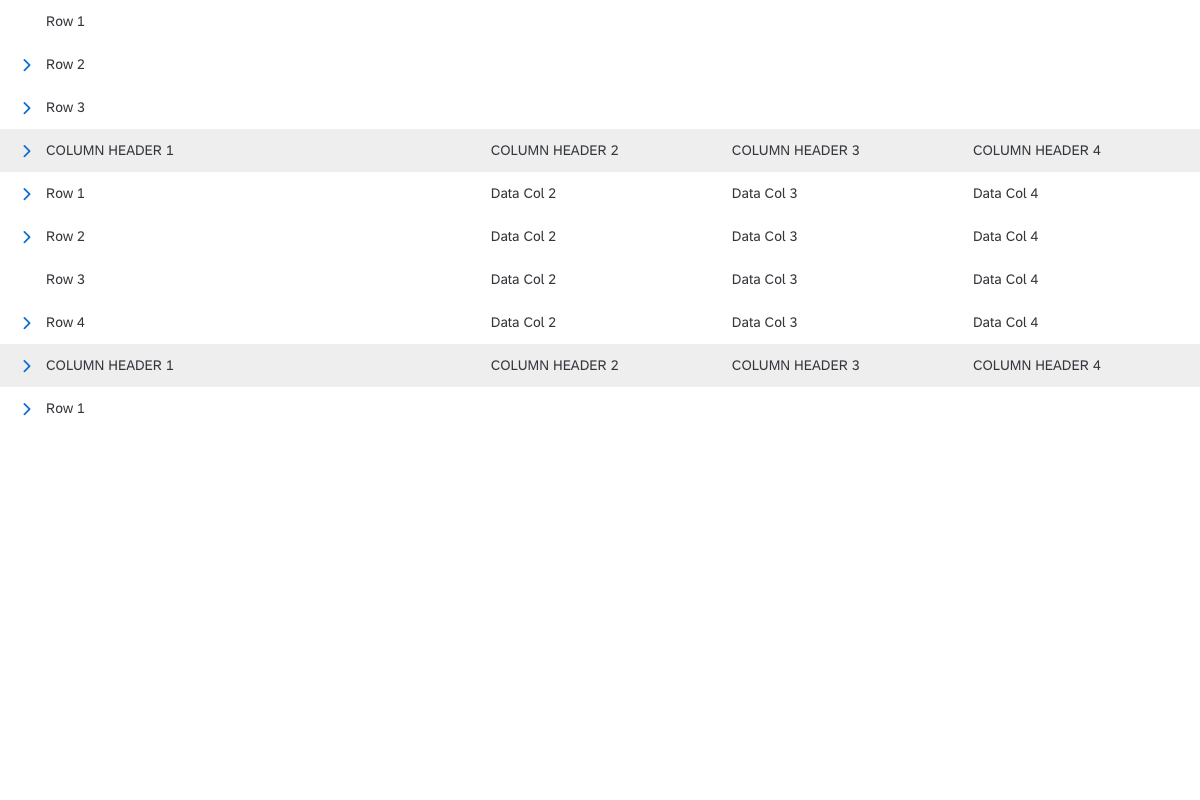 Row 1
Row 2
Row 3
COLUMN HEADER 1 COLUMN HEADER 2 COLUMN HEADER 3 COLUMN HEADER 4
Row 1 Data Col 2 Data Col 3 Data Col 4
Row 2 Data Col 2 Data Col 3 Data Col 4
Row 3 Data Col 2 Data Col 3 Data Col 4
Row 4 Data Col 2 Data Col 3 Data Col 4
COLUMN HEADER 1 COLUMN HEADER 2 COLUMN HEADER 3 COLUMN HEADER 4
Row 1